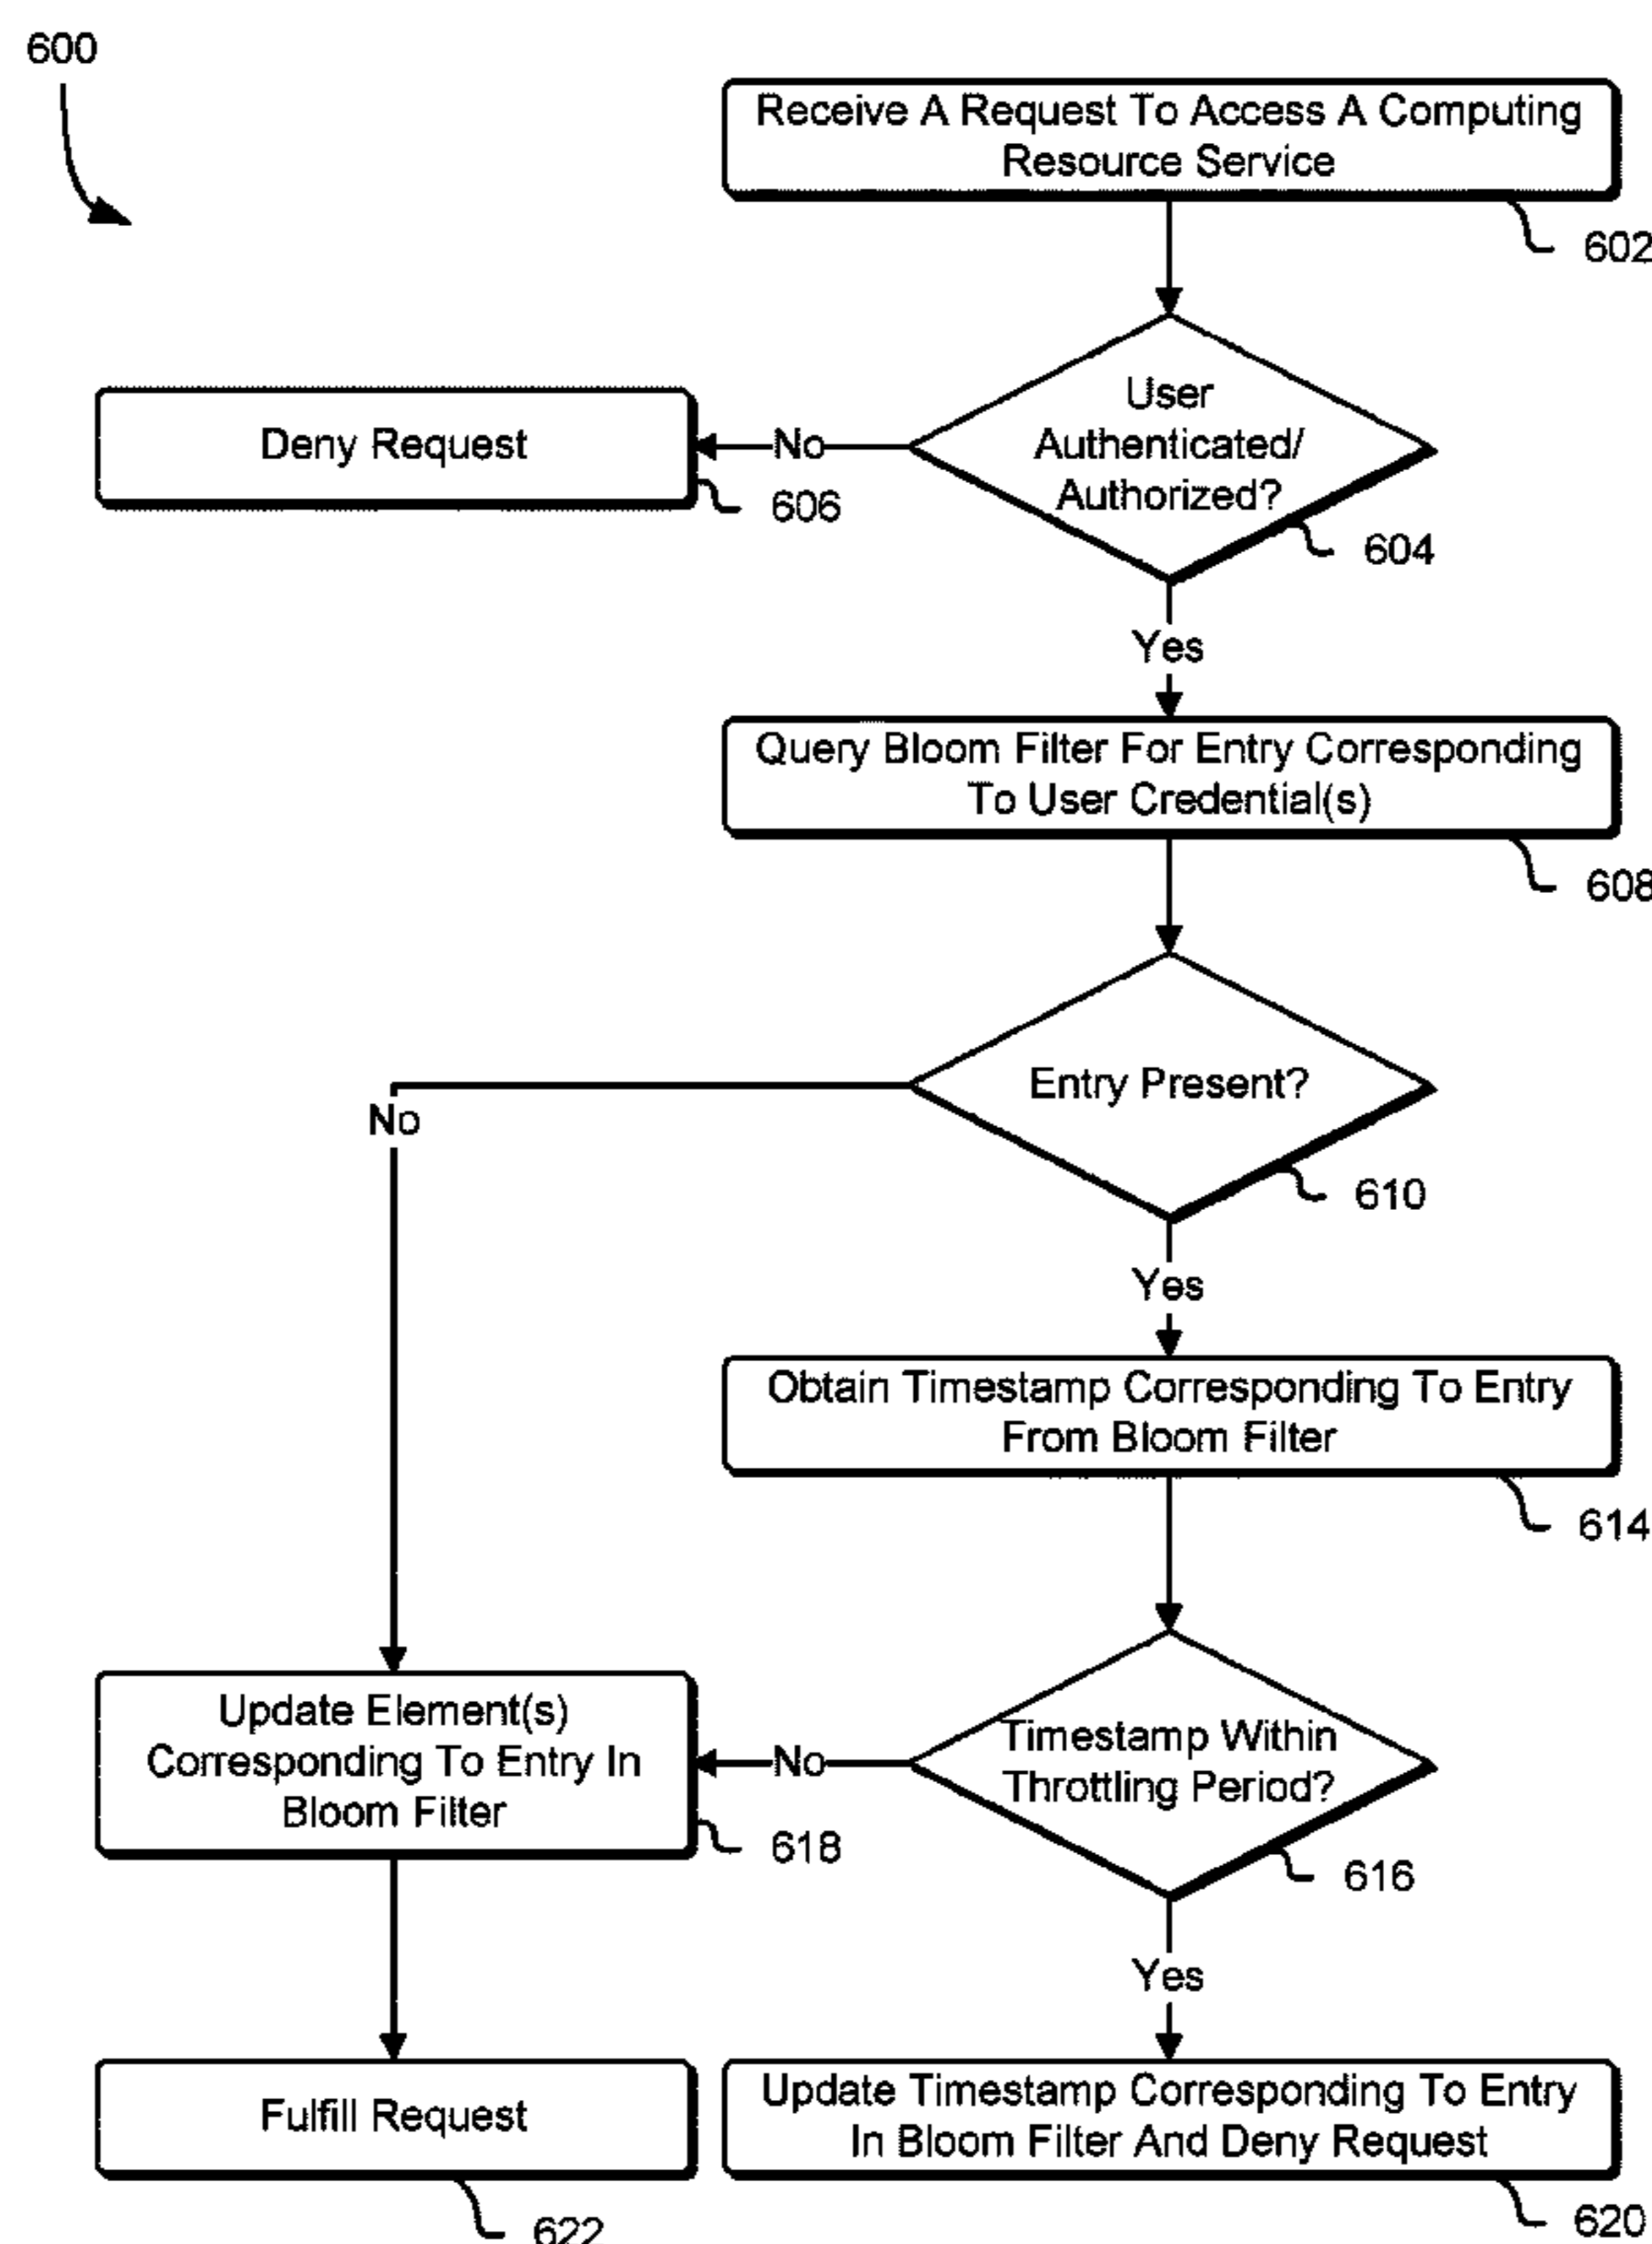 600
Receive A Request To Access A Computing
Resource Service
602
User
Authenticated/
Authorized?
604
No
Deny Request
606
Yes
Query Bloom Filter For Entry Corresponding
To User Credential(s)
608
Entry Present?
610
No
Yes
Obtain Timestamp Corresponding To Entry
From Bloom Filter
614
Timestamp Within
Throttling Period?
616
No
Update Element(s)
Corresponding To Entry In
Bloom Filter
618
Yes
Fulfill Request
622
Update Timestamp Corresponding To Entry
In Bloom Filter And Deny Request
620